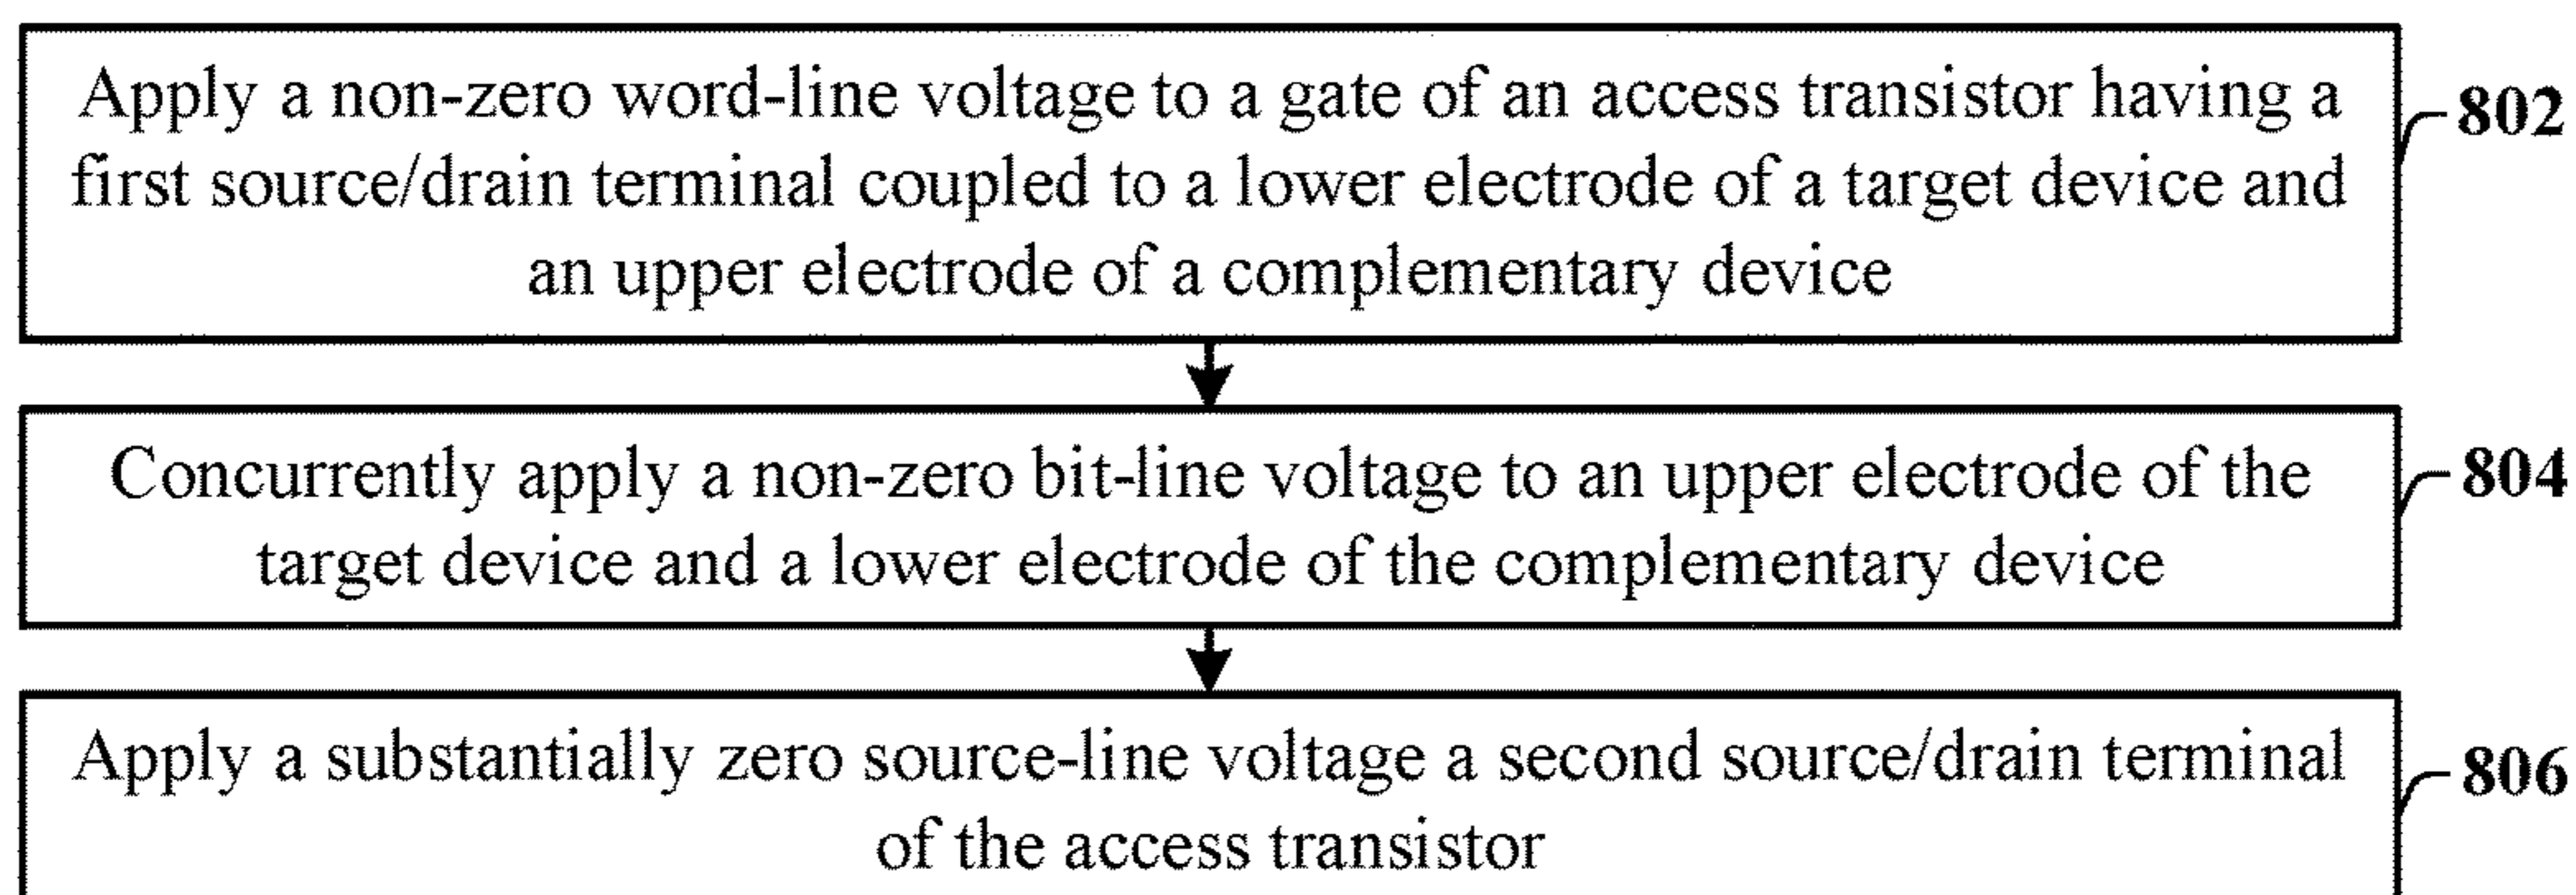 Apply a non-zero word-line voltage to a gate of an access transistor having a
first source/drain terminal coupled to a lower electrode of a target device and
an upper electrode of a complementary device
802
Concurrently apply a non-zero bit-line voltage to an upper electrode of the
target device and a lower electrode of the complementary device
804
Apply a substantially zero source-line voltage a second source/drain terminal
of the access transistor
806